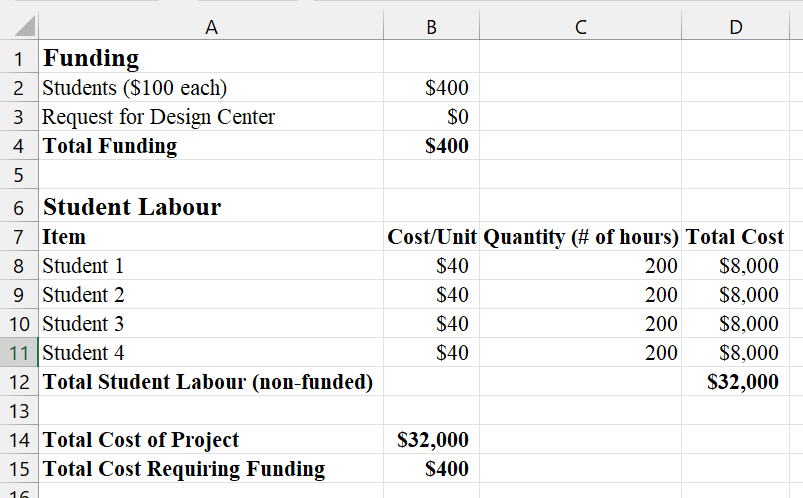 A B C D
1 Funding
2 Students ($100 each) $400
3 Request for Design Center $0
4 Total Funding $400
5
6 Student Labour
7 Item Cost/Unit Quantity (# of hours) Total Cost
8 Student 1 $40 200 $8,000
9 Student 2 $40 200 $8,000
10 Student 3 $40 200 $8,000
11 Student 4 $40 200 $8,000
12 Total Student Labour (non-funded) $32,000
13
14 Total Cost of Project $32,000
15 Total Cost Requiring Funding $400
16